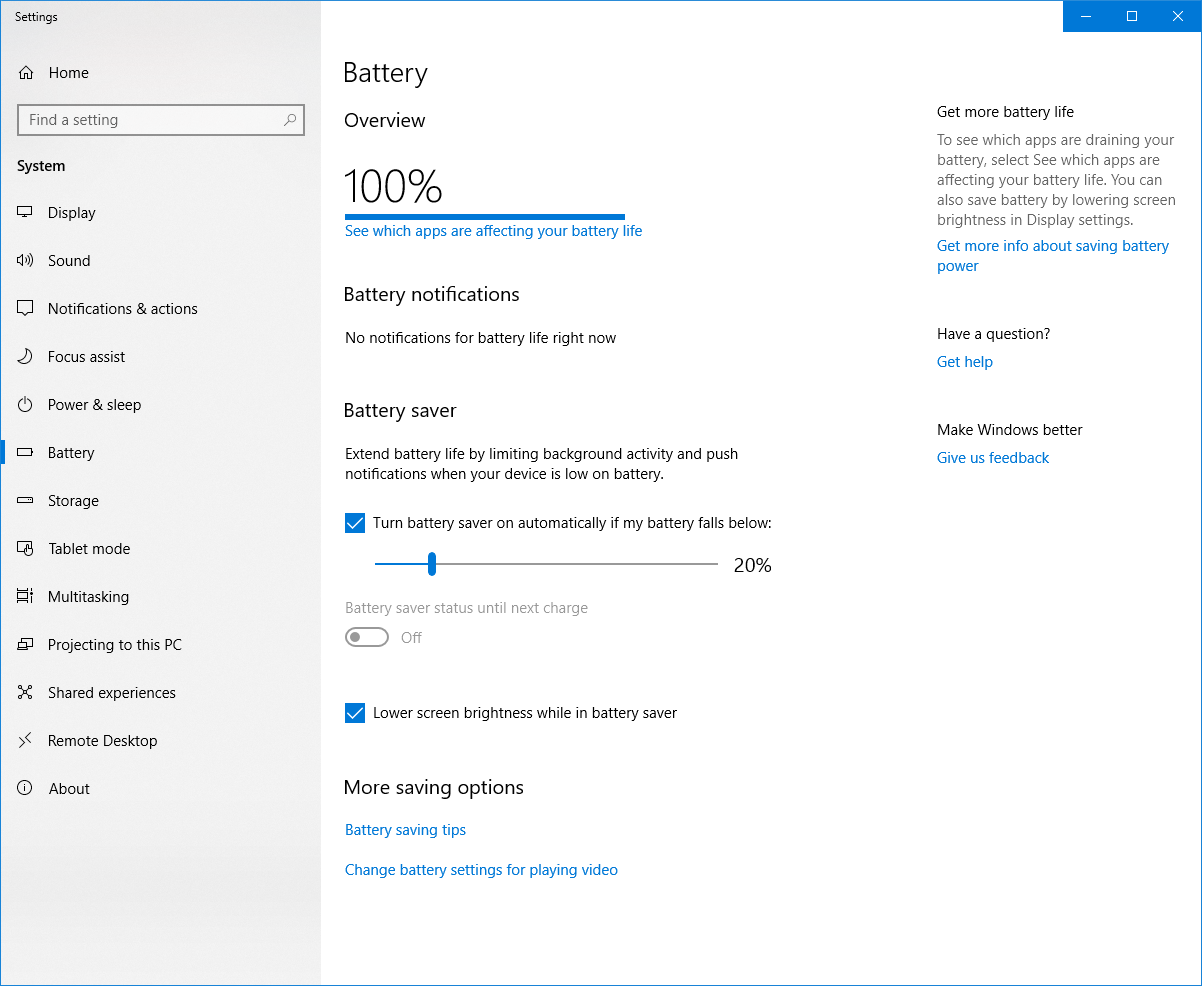 Settings
Home
Find a setting
System
Display
Sound
Notifications & actions
Focus assist
Power & sleep
Battery
Storage
Tablet mode
Multitasking
Projecting to this PC
Shared experiences
Remote Desktop
About
Battery
Overview
100%
See which apps are affecting your battery life
Battery notifications
No notifications for battery life right now
Battery saver
Extend battery life by limiting background activity and push
notifications when your device is low on battery.
Turn battery saver on automatically if my battery falls below:
20%
Battery saver status until next charge
Off
Lower screen brightness while in battery saver
More saving options
Battery saving tips
Change battery settings for playing video
Get more battery life
To see which apps are draining your
battery, select See which apps are
affecting your battery life. You can
also save battery by lowering screen
brightness in Display settings.
Get more info about saving battery
power
Have a question?
Get help
Make Windows better
Give us feedback